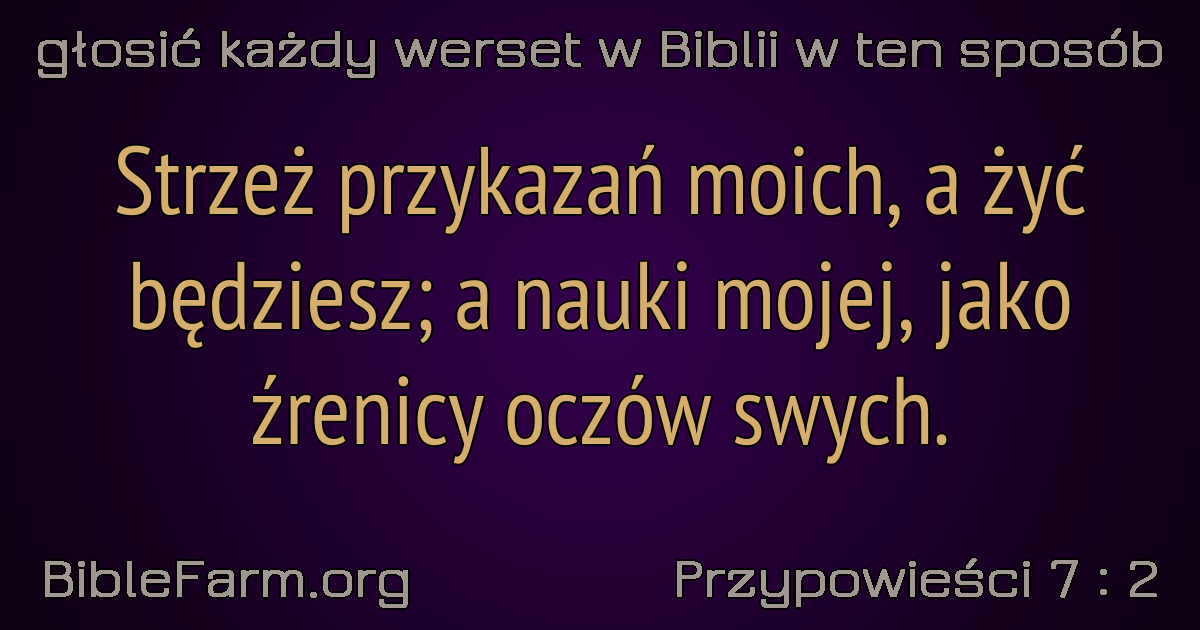 głosić każdy werset w Biblii w ten sposób
Strzeż przykazań moich, a żyć
będziesz; a nauki mojej, jako
źrenicy oczów swych.
BibleFarm.org
Przypowieści 7 : 2